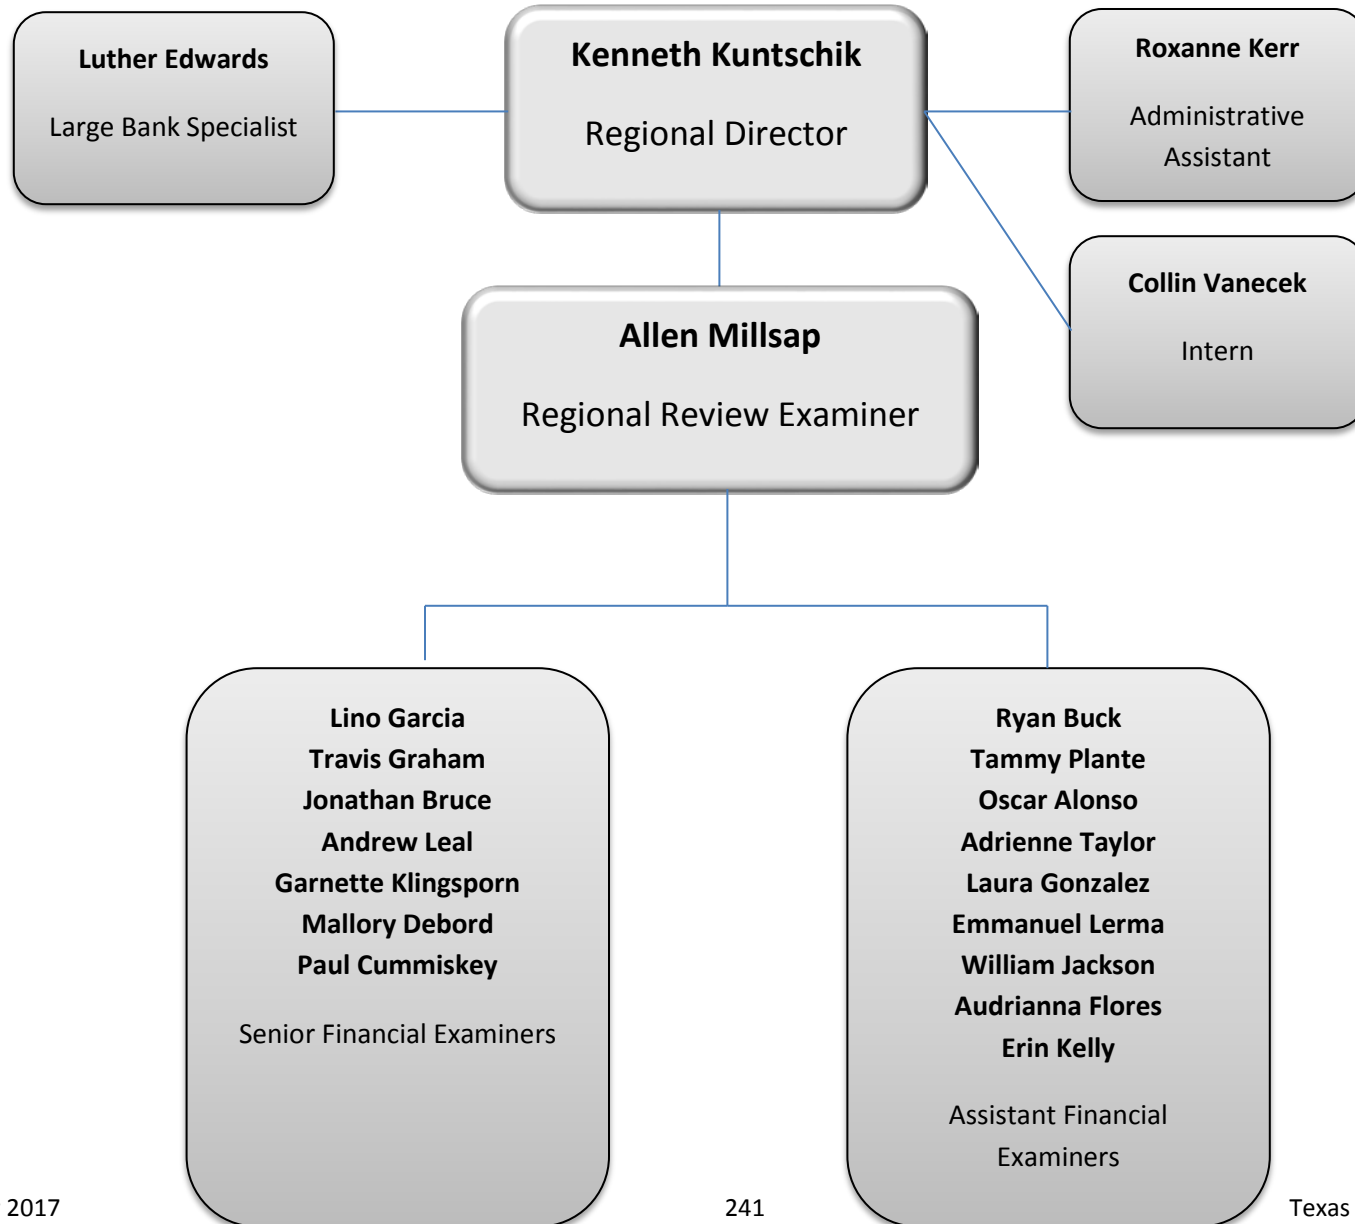 Luther Edwards
Large Bank Specialist
Kenneth Kuntschik
Regional Director
Roxanne Kerr
Administrative
Assistant
Collin Vanecek
Intern
Allen Millsap
Regional Review Examiner
Lino Garcia
Travis Graham
Jonathan Bruce
Andrew Leal
Garnette Klingsporn
Mallory Debord
Paul Cummiskey
Senior Financial Examiners
Ryan Buck
Tammy Plante
Oscar Alonso
Adrienne Taylor
Laura Gonzalez
Emmanuel Lerma
William Jackson
Audrianna Flores
Erin Kelly
Assistant Financial
Examiners
2017
241
Texas